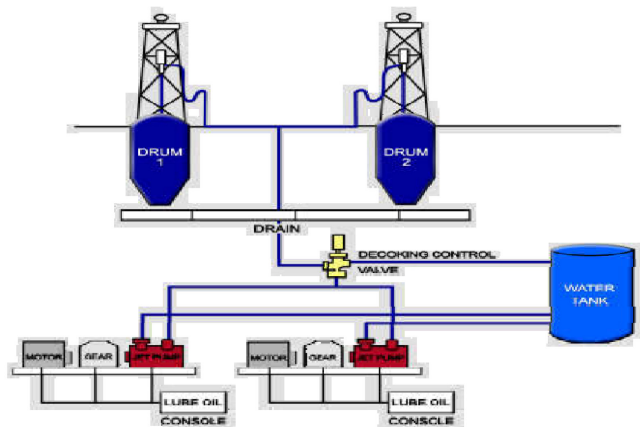 DRUM
1
DRUM
2
DRAIN
DECOKING CONTROL
VALVE
WATER
TANK
MOTOR
GEAR
JET PUMP
MOTOR
GEAR
JET PUMP
LUBE OIL
CONSOLE
LUBE OIL
CONSOLE